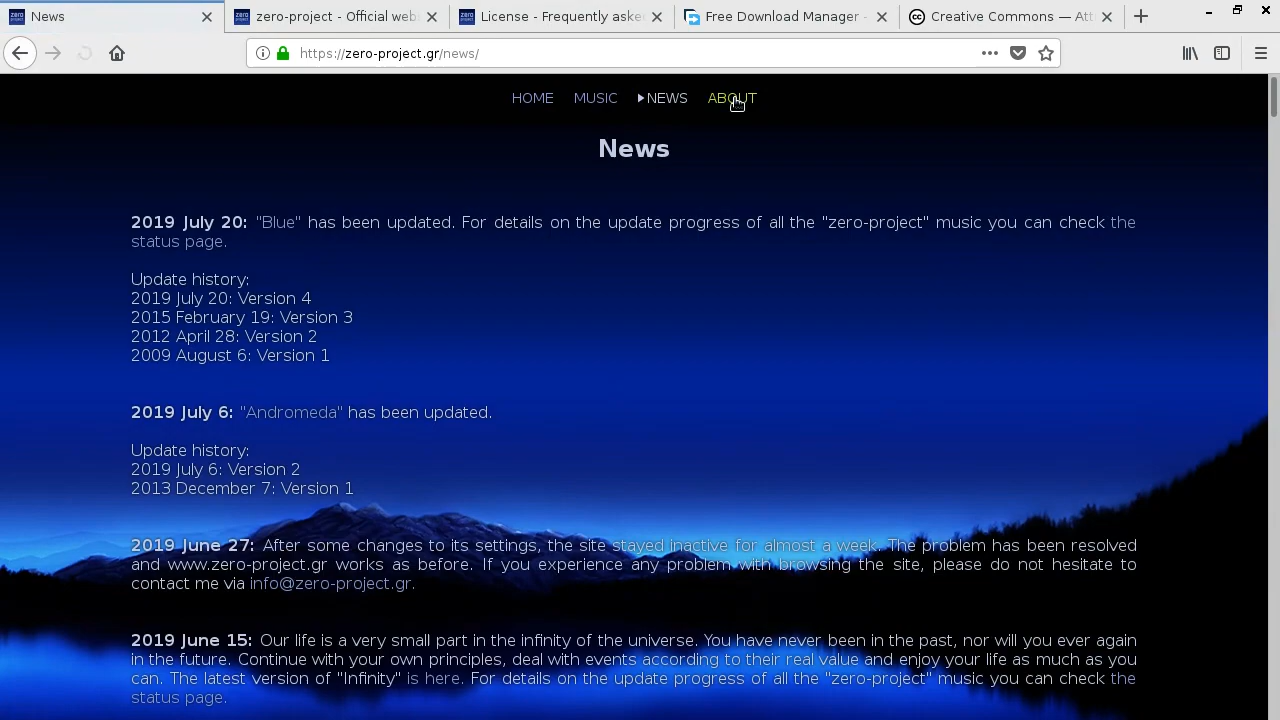 News
zero-project - Official web
License - Frequently aske
Free Download Manager -
Creative Commons — Att
https://zero-project.gr/news/
HOME MUSIC NEWS ABOUT
News
2019 July 20: "Blue" has been updated. For details on the update progress of all the "zero-project" music you can check the
status page.
Update history:
2019 July 20: Version 4
2015 February 19: Version 3
2012 April 28: Version 2
2009 August 6: Version 1
2019 July 6: "Andromeda" has been updated.
Update history:
2019 July 6: Version 2
2013 December 7: Version 1
2019 June 27: After some changes to its settings, the site stayed inactive for almost a week. The problem has been resolved
and www.zero-project.gr works as before. If you experience any problem with browsing the site, please do not hesitate to
contact me via info@zero-project.gr.
2019 June 15: Our life is a very small part in the infinity of the universe. You have never been in the past, nor will you ever again
in the future. Continue with your own principles, deal with events according to their real value and enjoy your life as much as you
can. The latest version of "Infinity" is here. For details on the update progress of all the "zero-project" music you can check the
status page.